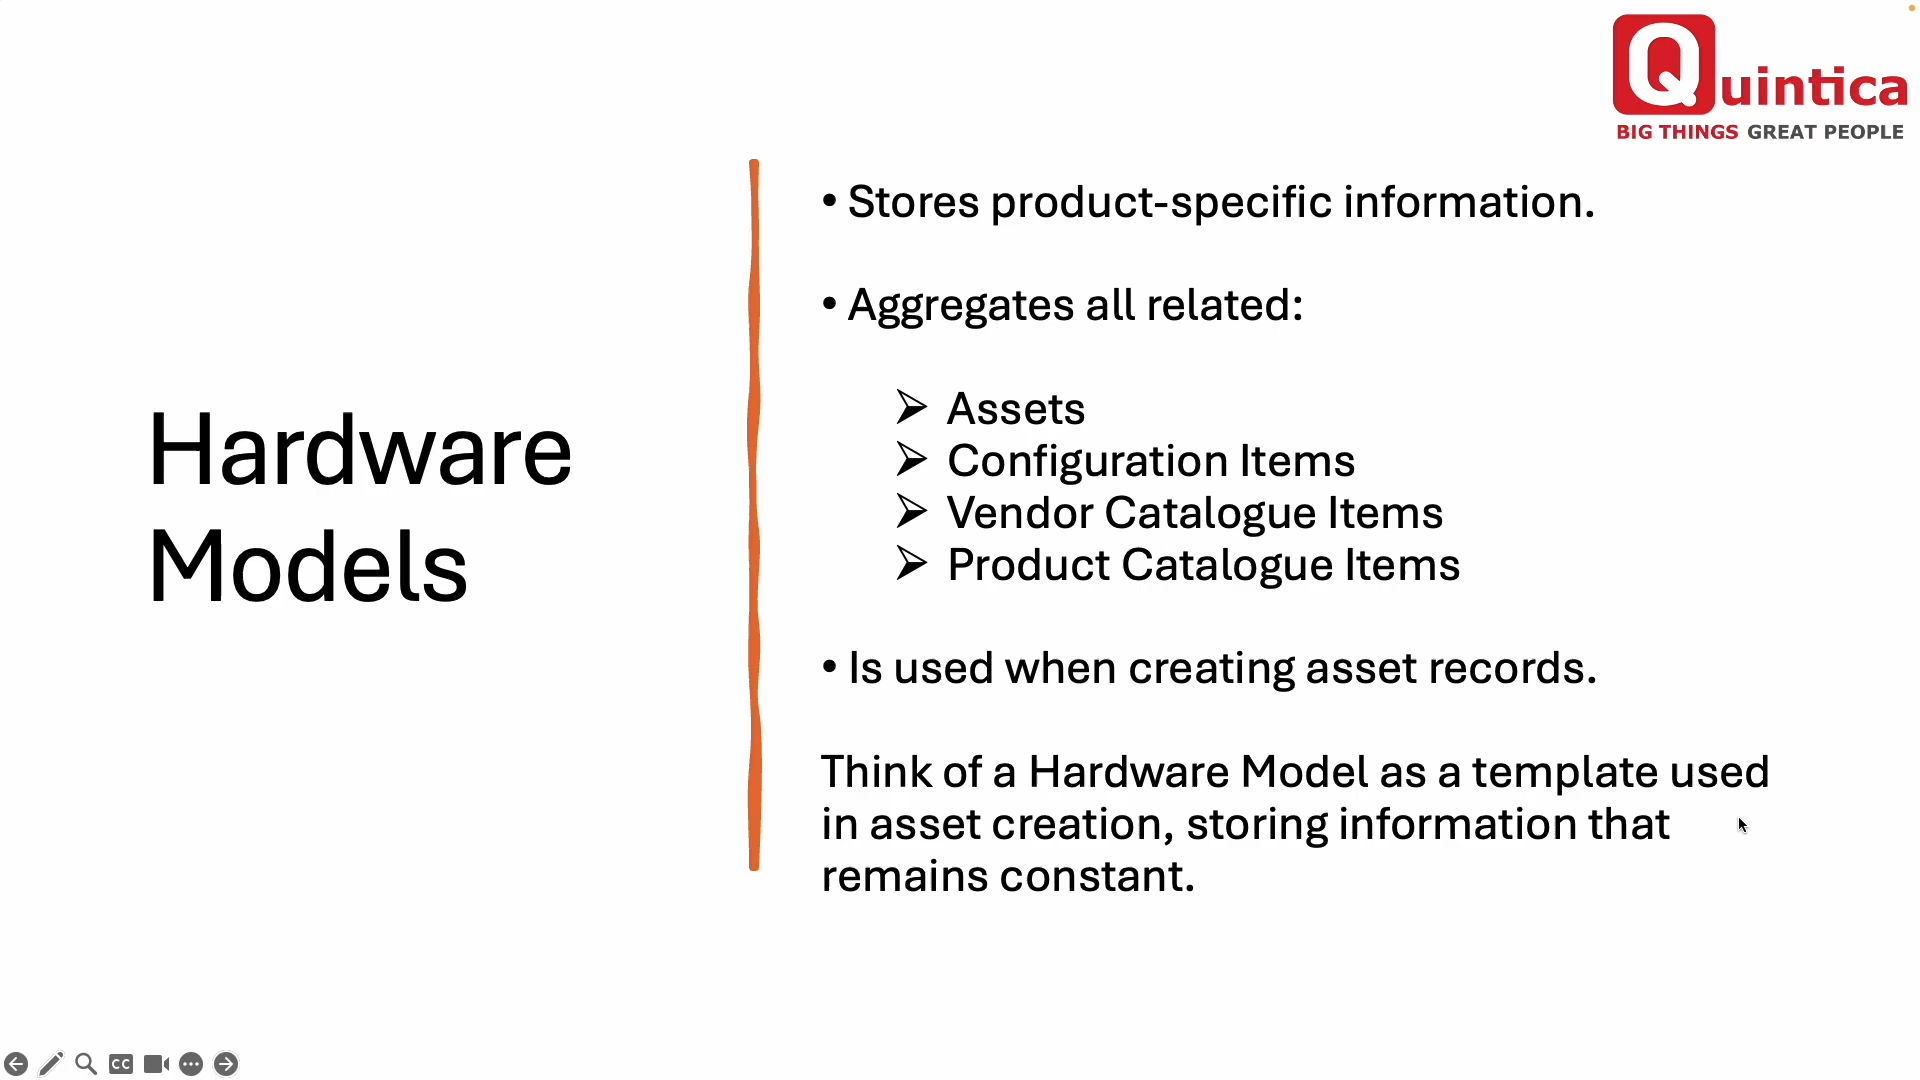 Quintica
BIG THINGS GREAT PEOPLE
Hardware
Models
• Stores product-specific information.
• Aggregates all related:
➢ Assets
➢ Configuration Items
➢ Vendor Catalogue Items
➢ Product Catalogue Items
• Is used when creating asset records.
Think of a Hardware Model as a template used
in asset creation, storing information that
remains constant.
CC